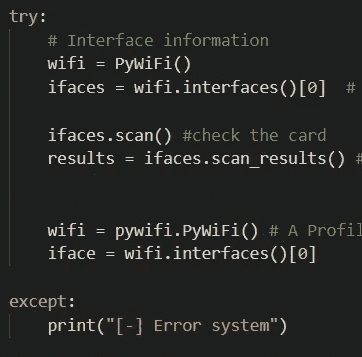 try:
    # Interface information
    wifi = PyWiFi()
    ifaces = wifi.interfaces()[0]  #
    ifaces.scan() #check the card
    results = ifaces.scan_results() #
    wifi = pywifi.PyWiFi() # A Profil
    iface = wifi.interfaces()[0]
except:
    print("[-] Error system")